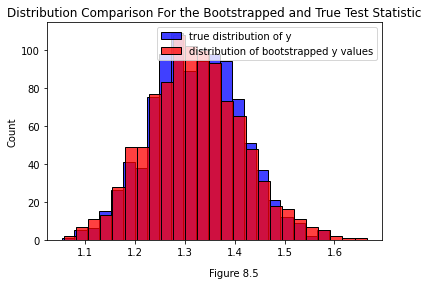 Distribution Comparison For the Bootstrapped and True Test Statistic
true distribution of y
distribution of bootstrapped y values
Count
100
80
60
40
20
0
1.1 1.2 1.3 1.4 1.5 1.6
Figure 8.5